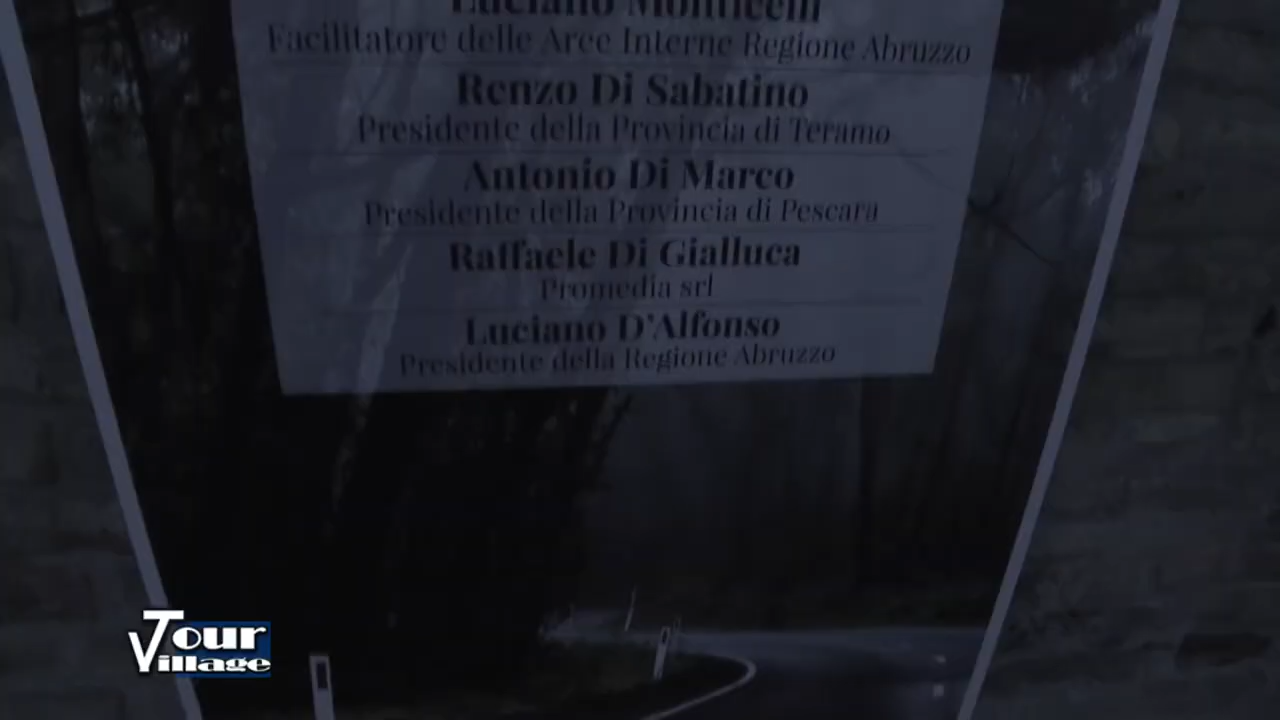 Luciano Monticelli
Facilitatore delle Aree Interne Regione Abruzzo
Renzo Di Sabatino
Presidente della Provincia di Teramo
Antonio Di Marco
Presidente della Provincia di Pescara
Raffaele Di Gialluca
Promedia srl
Luciano D'Alfonso
Presidente della Regione Abruzzo
Tour
Village